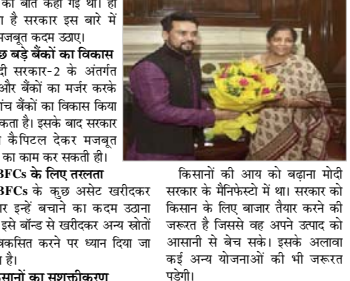 की बात कही गई थी। हो
था है सरकार इस बारे में
मजबूत कदम उठाए।
छ बड़े बैंकों का विकास
दी सरकार-2 के अंतर्गत
और बैंकों का मर्जर करके
ांच बैंकों का विकास किया
कता है। इसके बाद सरकार
कैपिटल देकर मजबूत
का काम कर सकती ही।
BFCs के लिए तरलता
BFCs के कुछ असेट खरीदकर
ार इन्हें बचाने का कदम उठाना
इसे बॉन्ड से खरीदकर अन्य स्रोतों
वकसित करने पर ध्यान दिया जा
है।
सानों का सशक्तीकरण
किसानों की आय को बढ़ाना मोदी
सरकार के मैनिफेस्टो में था। सरकार को
किसान के लिए बाजार तैयार करने की
जरूरत है जिससे वह अपने उत्पाद को
आसानी से बेच सके। इसके अलावा
कई अन्य योजनाओं की भी जरूरत
पड़ेगी।